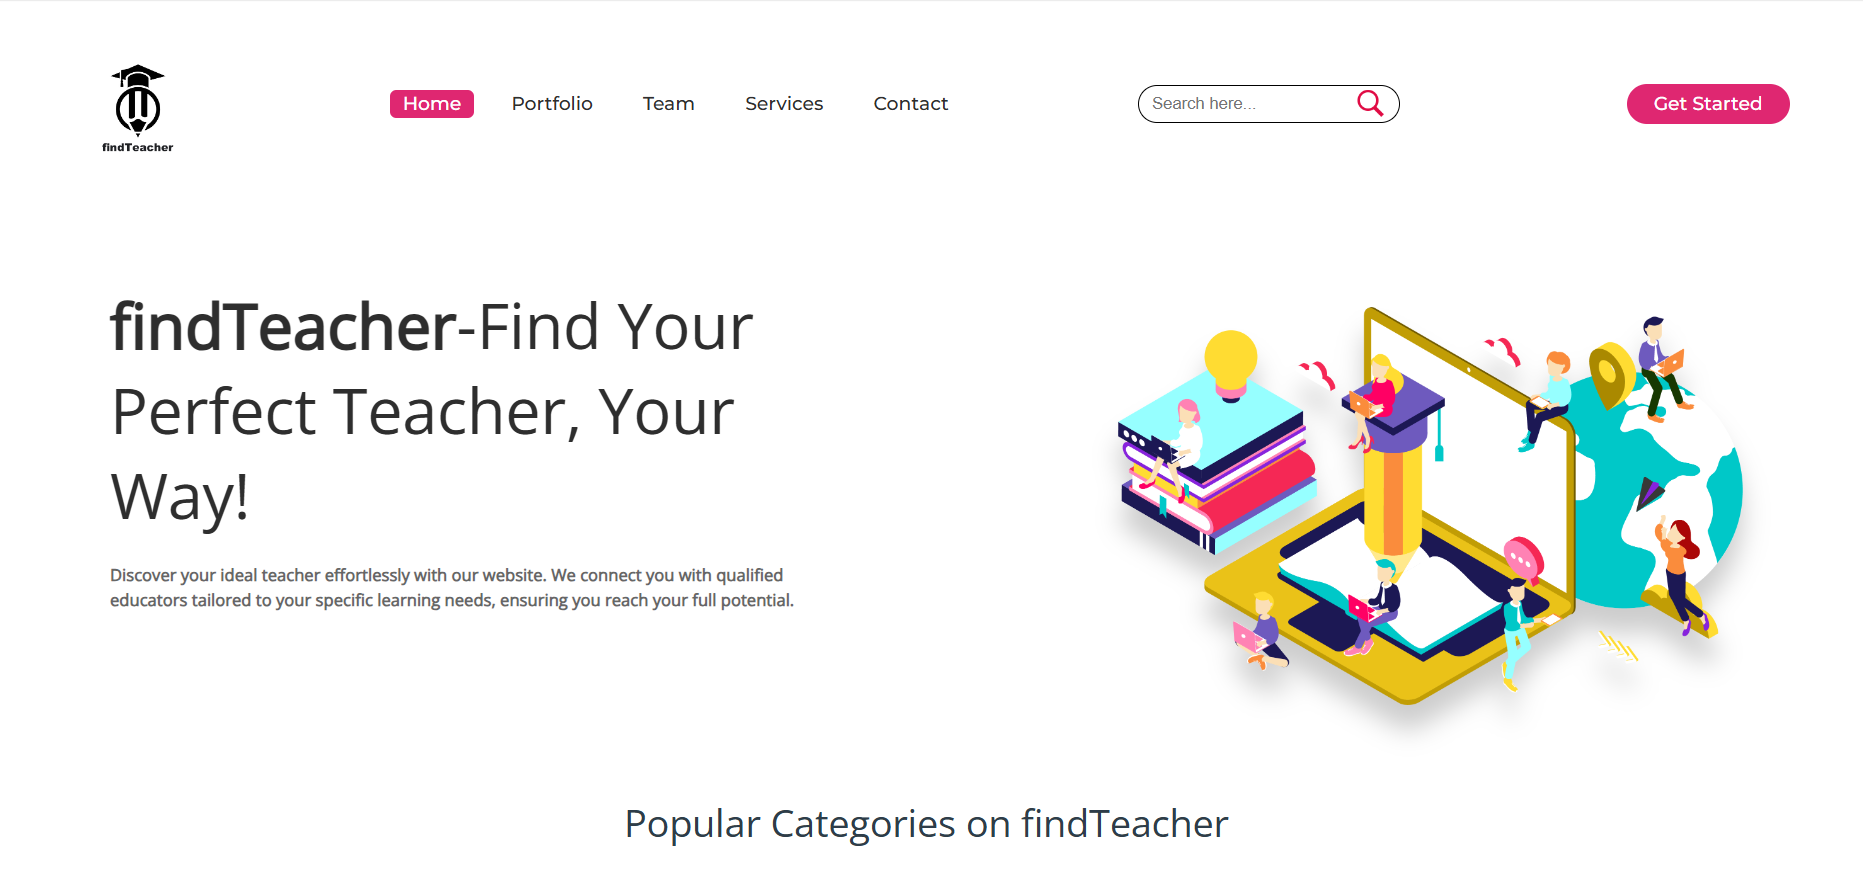 findTeacher
Home Portfolio Team Services Contact
Search here...
Get Started
findTeacher-Find Your
Perfect Teacher, Your
Way!
Discover your ideal teacher effortlessly with our website. We connect you with qualified
educators tailored to your specific learning needs, ensuring you reach your full potential.
Popular Categories on findTeacher